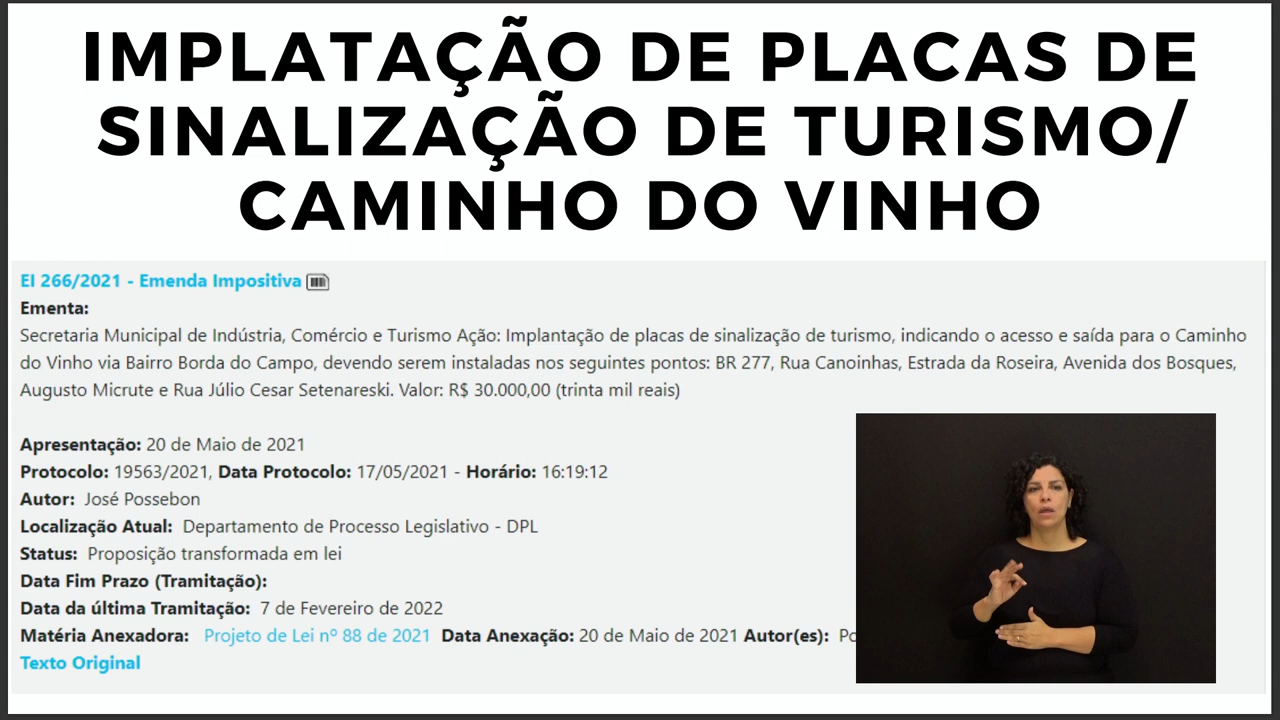 IMPLATAÇÃO DE PLACAS DE
SINALIZAÇÃO DE TURISMO/
CAMINHO DO VINHO
EI 266/2021 - Emenda Impositiva
Ementa:
Secretaria Municipal de Indústria, Comércio e Turismo Ação: Implantação de placas de sinalização de turismo, indicando o acesso e saída para o Caminho
do Vinho via Bairro Borda do Campo, devendo serem instaladas nos seguintes pontos: BR 277, Rua Canoinhas, Estrada da Roseira, Avenida dos Bosques,
Augusto Micrute e Rua Júlio Cesar Setenareski. Valor: R$ 30.000,00 (trinta mil reais)
Apresentação: 20 de Maio de 2021
Protocolo: 19563/2021, Data Protocolo: 17/05/2021 - Horário: 16:19:12
Autor: José Possebon
Localização Atual: Departamento de Processo Legislativo - DPL
Status: Proposição transformada em lei
Data Fim Prazo (Tramitação):
Data da última Tramitação: 7 de Fevereiro de 2022
Matéria Anexadora: Projeto de Lei nº 88 de 2021 Data Anexação: 20 de Maio de 2021 Autor(es):
Texto Original